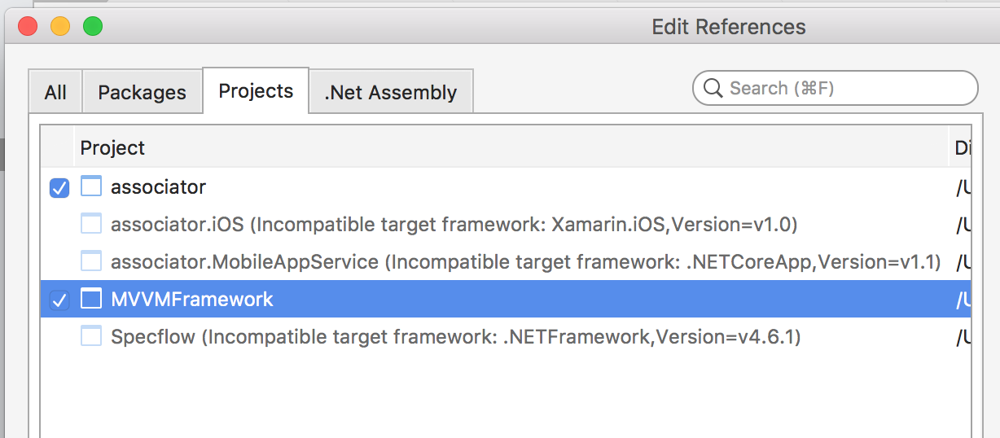 Edit References
All
Packages
Projects
.Net Assembly
Search (⌘F)
Project
associator
associator.iOS (Incompatible target framework: Xamarin.iOS,Version=v1.0)
associator.MobileAppService (Incompatible target framework: .NETCoreApp,Version=v1.1)
MVVMFramework
Specflow (Incompatible target framework: .NETFramework,Version=v4.6.1)